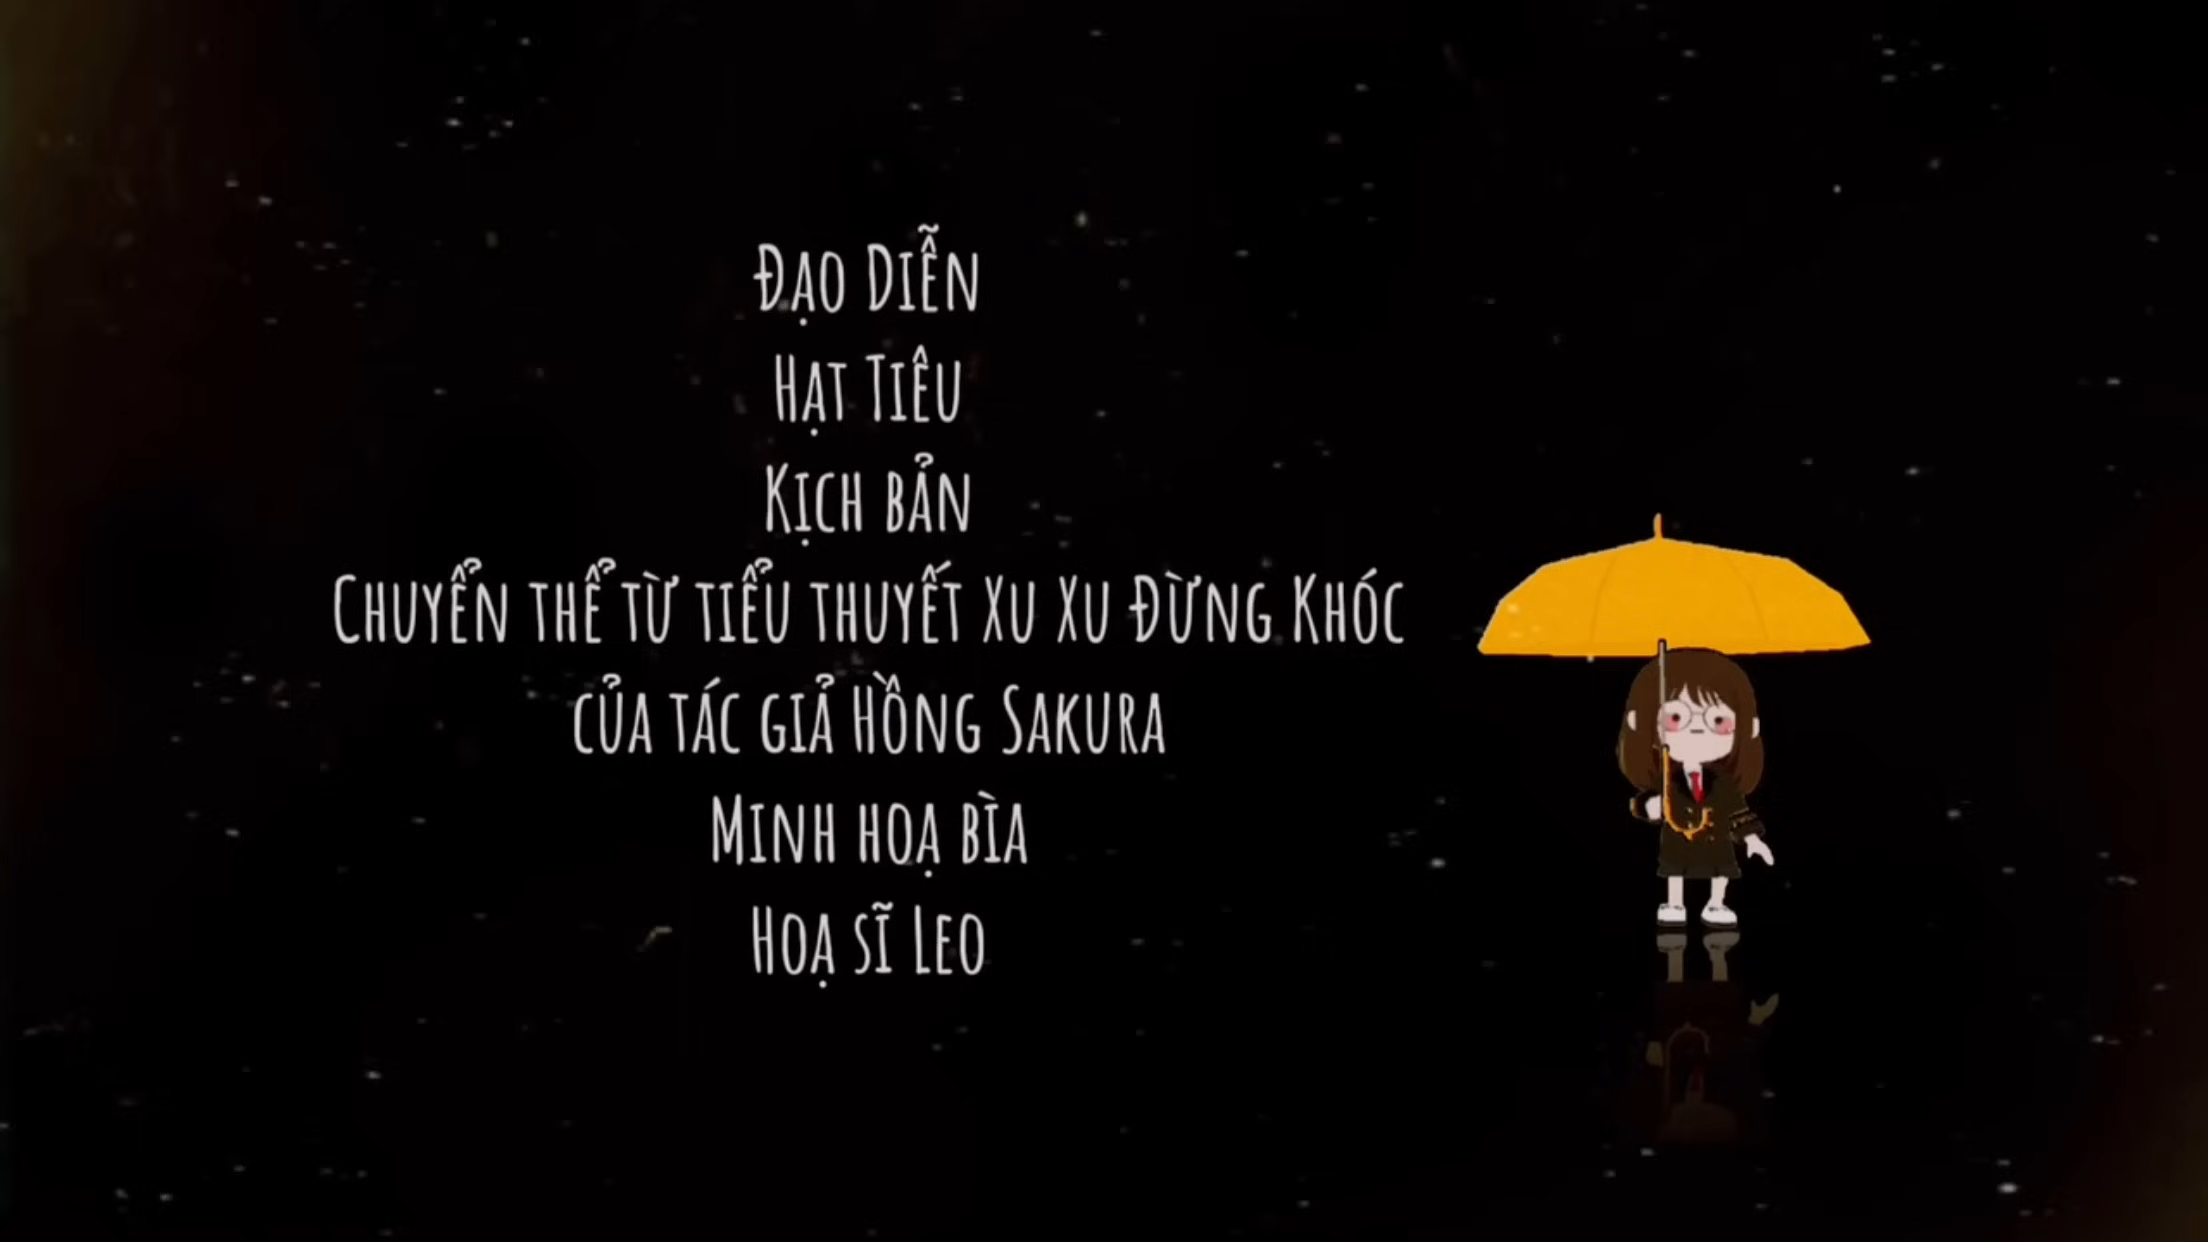 Đạo Diễn
Hạt Tiêu
Kịch bản
Chuyển thể từ tiểu thuyết Xu Xu Đừng Khóc
của tác giả Hồng Sakura
Minh hoạ bìa
Hoạ sĩ Leo